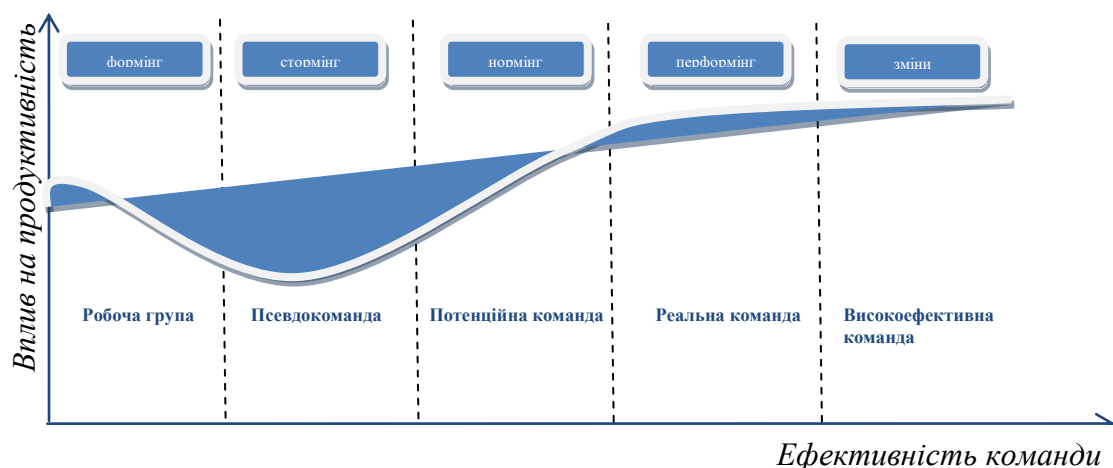 Вплив на продуктивність
формінг
стормінг
нормінг
перформінг
зміни
Робоча група
Псевдокоманда
Потенційна команда
Реальна команда
Високоефективна
команда
Ефективність команди